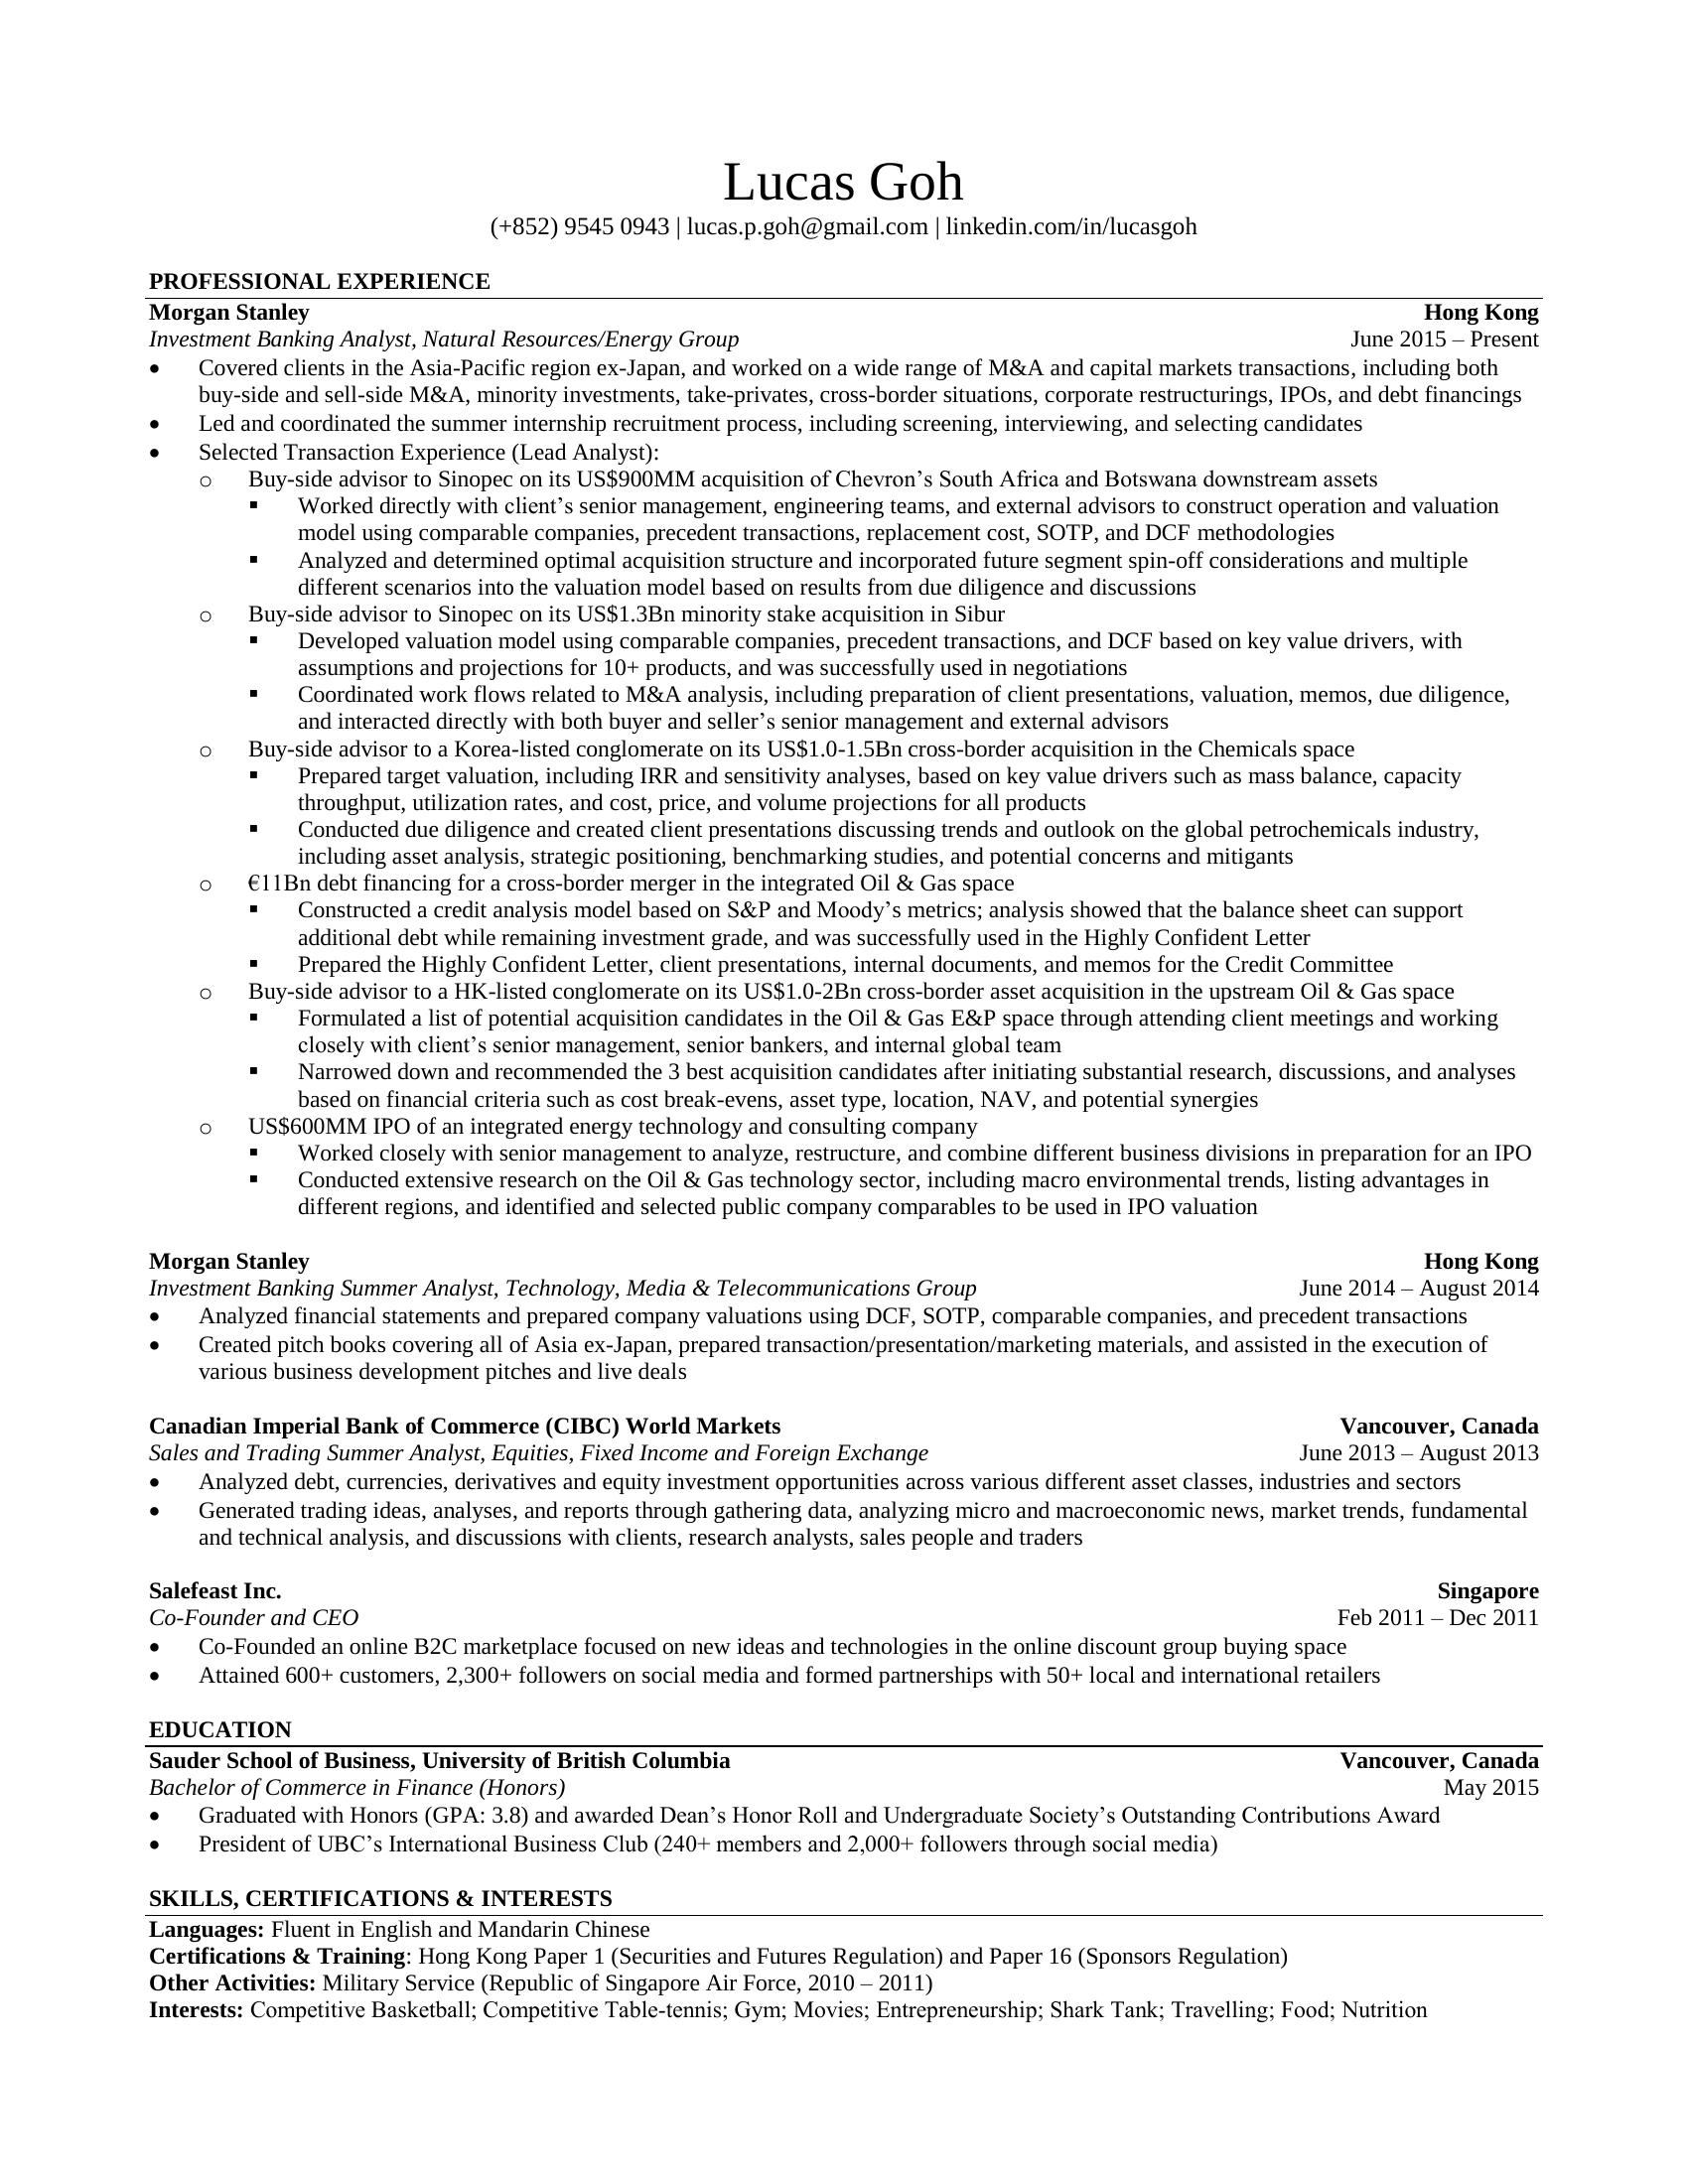 Lucas Goh
(+852) 9545 0943 | lucas.p.goh@gmail.com | linkedin.com/in/lucasgoh
PROFESSIONAL EXPERIENCE
Morgan Stanley Hong Kong
Investment Banking Analyst, Natural Resources/Energy Group June 2015 – Present
• Covered clients in the Asia-Pacific region ex-Japan, and worked on a wide range of M&A and capital markets transactions, including both
buy-side and sell-side M&A, minority investments, take-privates, cross-border situations, corporate restructurings, IPOs, and debt financings
• Led and coordinated the summer internship recruitment process, including screening, interviewing, and selecting candidates
• Selected Transaction Experience (Lead Analyst):
o Buy-side advisor to Sinopec on its US$900MM acquisition of Chevron’s South Africa and Botswana downstream assets
▪ Worked directly with client’s senior management, engineering teams, and external advisors to construct operation and valuation
model using comparable companies, precedent transactions, replacement cost, SOTP, and DCF methodologies
▪ Analyzed and determined optimal acquisition structure and incorporated future segment spin-off considerations and multiple
different scenarios into the valuation model based on results from due diligence and discussions
o Buy-side advisor to Sinopec on its US$1.3Bn minority stake acquisition in Sibur
▪ Developed valuation model using comparable companies, precedent transactions, and DCF based on key value drivers, with
assumptions and projections for 10+ products, and was successfully used in negotiations
▪ Coordinated work flows related to M&A analysis, including preparation of client presentations, valuation, memos, due diligence,
and interacted directly with both buyer and seller’s senior management and external advisors
o Buy-side advisor to a Korea-listed conglomerate on its US$1.0-1.5Bn cross-border acquisition in the Chemicals space
▪ Prepared target valuation, including IRR and sensitivity analyses, based on key value drivers such as mass balance, capacity
throughput, utilization rates, and cost, price, and volume projections for all products
▪ Conducted due diligence and created client presentations discussing trends and outlook on the global petrochemicals industry,
including asset analysis, strategic positioning, benchmarking studies, and potential concerns and mitigants
o €11Bn debt financing for a cross-border merger in the integrated Oil & Gas space
▪ Constructed a credit analysis model based on S&P and Moody’s metrics; analysis showed that the balance sheet can support
additional debt while remaining investment grade, and was successfully used in the Highly Confident Letter
▪ Prepared the Highly Confident Letter, client presentations, internal documents, and memos for the Credit Committee
o Buy-side advisor to a HK-listed conglomerate on its US$1.0-2Bn cross-border asset acquisition in the upstream Oil & Gas space
▪ Formulated a list of potential acquisition candidates in the Oil & Gas E&P space through attending client meetings and working
closely with client’s senior management, senior bankers, and internal global team
▪ Narrowed down and recommended the 3 best acquisition candidates after initiating substantial research, discussions, and analyses
based on financial criteria such as cost break-evens, asset type, location, NAV, and potential synergies
o US$600MM IPO of an integrated energy technology and consulting company
▪ Worked closely with senior management to analyze, restructure, and combine different business divisions in preparation for an IPO
▪ Conducted extensive research on the Oil & Gas technology sector, including macro environmental trends, listing advantages in
different regions, and identified and selected public company comparables to be used in IPO valuation
Morgan Stanley Hong Kong
Investment Banking Summer Analyst, Technology, Media & Telecommunications Group June 2014 – August 2014
• Analyzed financial statements and prepared company valuations using DCF, SOTP, comparable companies, and precedent transactions
• Created pitch books covering all of Asia ex-Japan, prepared transaction/presentation/marketing materials, and assisted in the execution of
various business development pitches and live deals
Canadian Imperial Bank of Commerce (CIBC) World Markets Vancouver, Canada
Sales and Trading Summer Analyst, Equities, Fixed Income and Foreign Exchange June 2013 – August 2013
• Analyzed debt, currencies, derivatives and equity investment opportunities across various different asset classes, industries and sectors
• Generated trading ideas, analyses, and reports through gathering data, analyzing micro and macroeconomic news, market trends, fundamental
and technical analysis, and discussions with clients, research analysts, sales people and traders
Salefeast Inc. Singapore
Co-Founder and CEO Feb 2011 – Dec 2011
• Co-Founded an online B2C marketplace focused on new ideas and technologies in the online discount group buying space
• Attained 600+ customers, 2,300+ followers on social media and formed partnerships with 50+ local and international retailers
EDUCATION
Sauder School of Business, University of British Columbia Vancouver, Canada
Bachelor of Commerce in Finance (Honors) May 2015
• Graduated with Honors (GPA: 3.8) and awarded Dean’s Honor Roll and Undergraduate Society’s Outstanding Contributions Award
• President of UBC’s International Business Club (240+ members and 2,000+ followers through social media)
SKILLS, CERTIFICATIONS & INTERESTS
Languages: Fluent in English and Mandarin Chinese
Certifications & Training: Hong Kong Paper 1 (Securities and Futures Regulation) and Paper 16 (Sponsors Regulation)
Other Activities: Military Service (Republic of Singapore Air Force, 2010 – 2011)
Interests: Competitive Basketball; Competitive Table-tennis; Gym; Movies; Entrepreneurship; Shark Tank; Travelling; Food; Nutrition